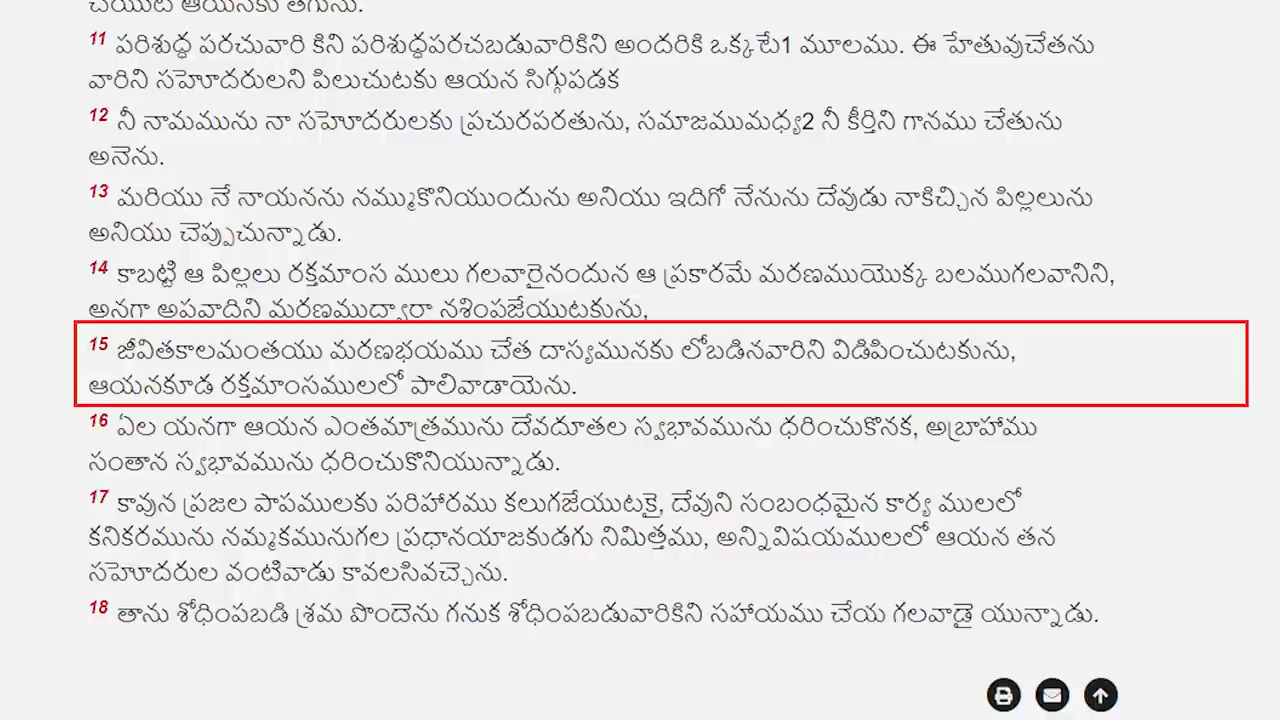 చేయుట ఆయనకు తగును.
11 పరిశుద్ధ పరచువారి కిని పరిశుద్ధపరచబడువారికిని అందరికి ఒక్కటే1 మూలము. ఈ హేతువుచేతను
వారిని సహోదరులని పిలుచుటకు ఆయన సిగ్గుపడక
12 నీ నామమును నా సహోదరులకు ప్రచురపరతును, సమాజముమధ్య2 నీ కీర్తిని గానము చేతును
అనెను.
13 మరియు నే నాయనను నమ్ముకొనియుందును అనియు ఇదిగో నేనును దేవుడు నాకిచ్చిన పిల్లలును
అనియు చెప్పుచున్నాడు.
14 కాబట్టి ఆ పిల్లలు రక్తమాంస ములు గలవారైనందున ఆ ప్రకారమే మరణముయొక్క బలముగలవానిని,
అనగా అపవాదిని మరణముద్వారా నశింపజేయుటకును,
15 జీవితకాలమంతయు మరణభయము చేత దాస్యమునకు లోబడినవారిని విడిపించుటకును,
ఆయనకూడ రక్తమాంసములలో పాలివాడాయెను.
16 ఏల యనగా ఆయన ఎంతమాత్రమును దేవదూతల స్వభావమును ధరించుకొనక, అబ్రాహాము
సంతాన స్వభావమును ధరించుకొనియున్నాడు.
17 కావున ప్రజల పాపములకు పరిహారము కలుగజేయుటకై, దేవుని సంబంధమైన కార్య ములలో
కనికరమును నమ్మకమునుగల ప్రధానయాజకుడగు నిమిత్తము, అన్నివిషయములలో ఆయన తన
సహోదరుల వంటివాడు కావలసివచ్చెను.
18 తాను శోధింపబడి శ్రమ పొందెను గనుక శోధింపబడువారికిని సహాయము చేయ గలవాడై యున్నాడు.